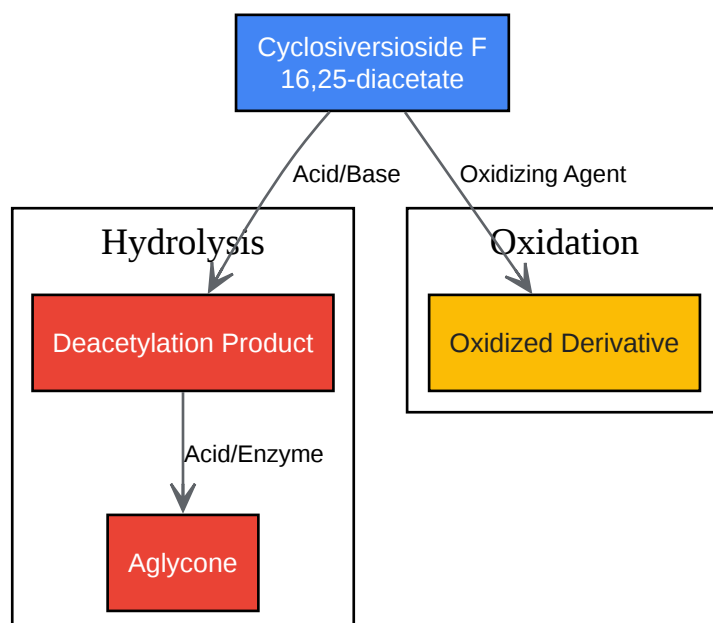 Cyclosiversioside F
16,25-diacetate
Acid/Base
Oxidizing Agent
Hydrolysis
Oxidation
Deacetylation Product
Oxidized Derivative
Acid/Enzyme
Aglycone